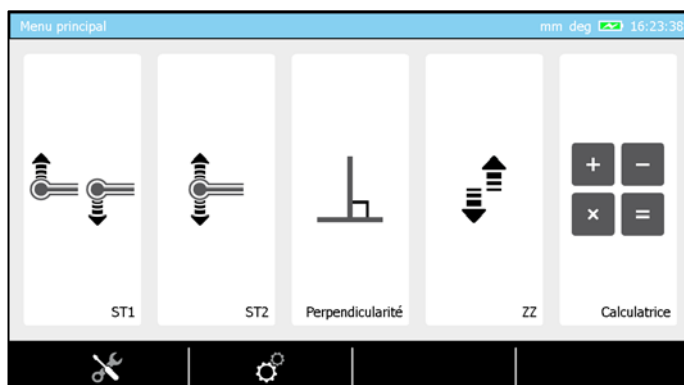 Menu principal mm deg 16:23:38
ST1 ST2 Perpendicularité ZZ Calculatrice